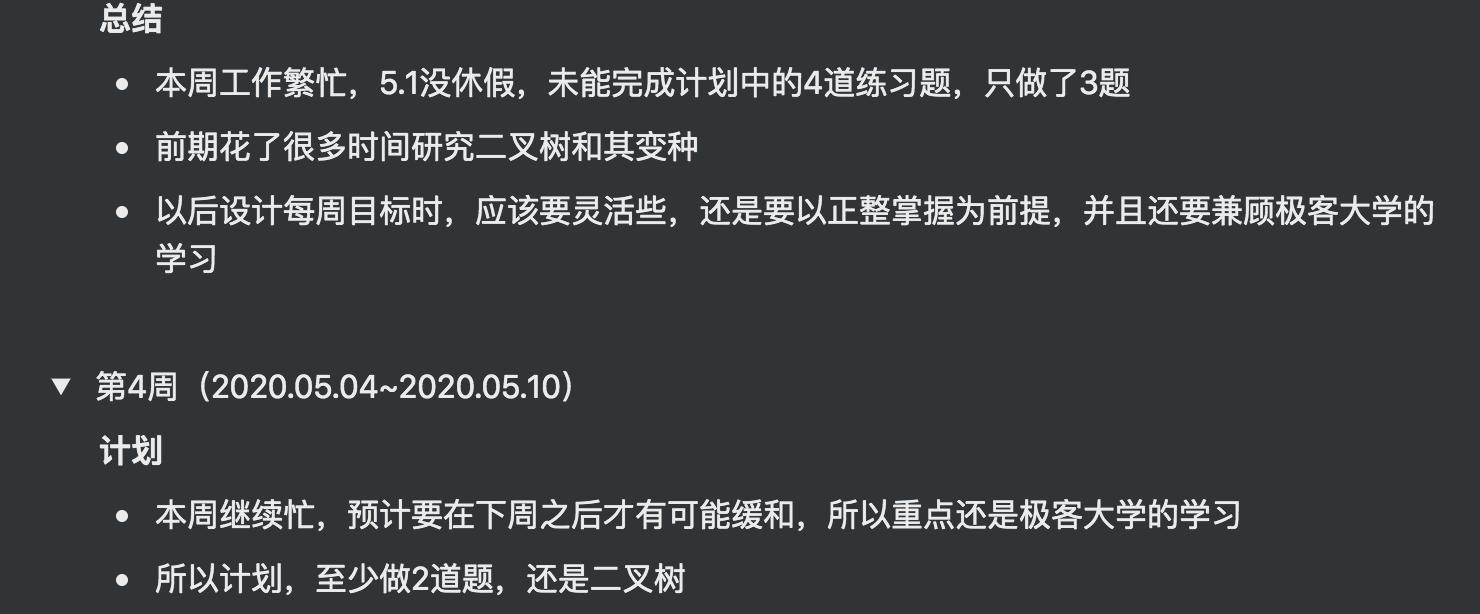 总结
本周工作繁忙，5.1没休假，未能完成计划中的4道练习题，只做了3题
前期花了很多时间研究二叉树和其变种
以后设计每周目标时，应该要灵活些，还是要以正整掌握为前提，并且还要兼顾极客大学的
学习
第4周（2020.05.04~2020.05.10）
计划
本周继续忙，预计要在下周之后才有可能缓和，所以重点还是极客大学的学习
所以计划，至少做2道题，还是二叉树